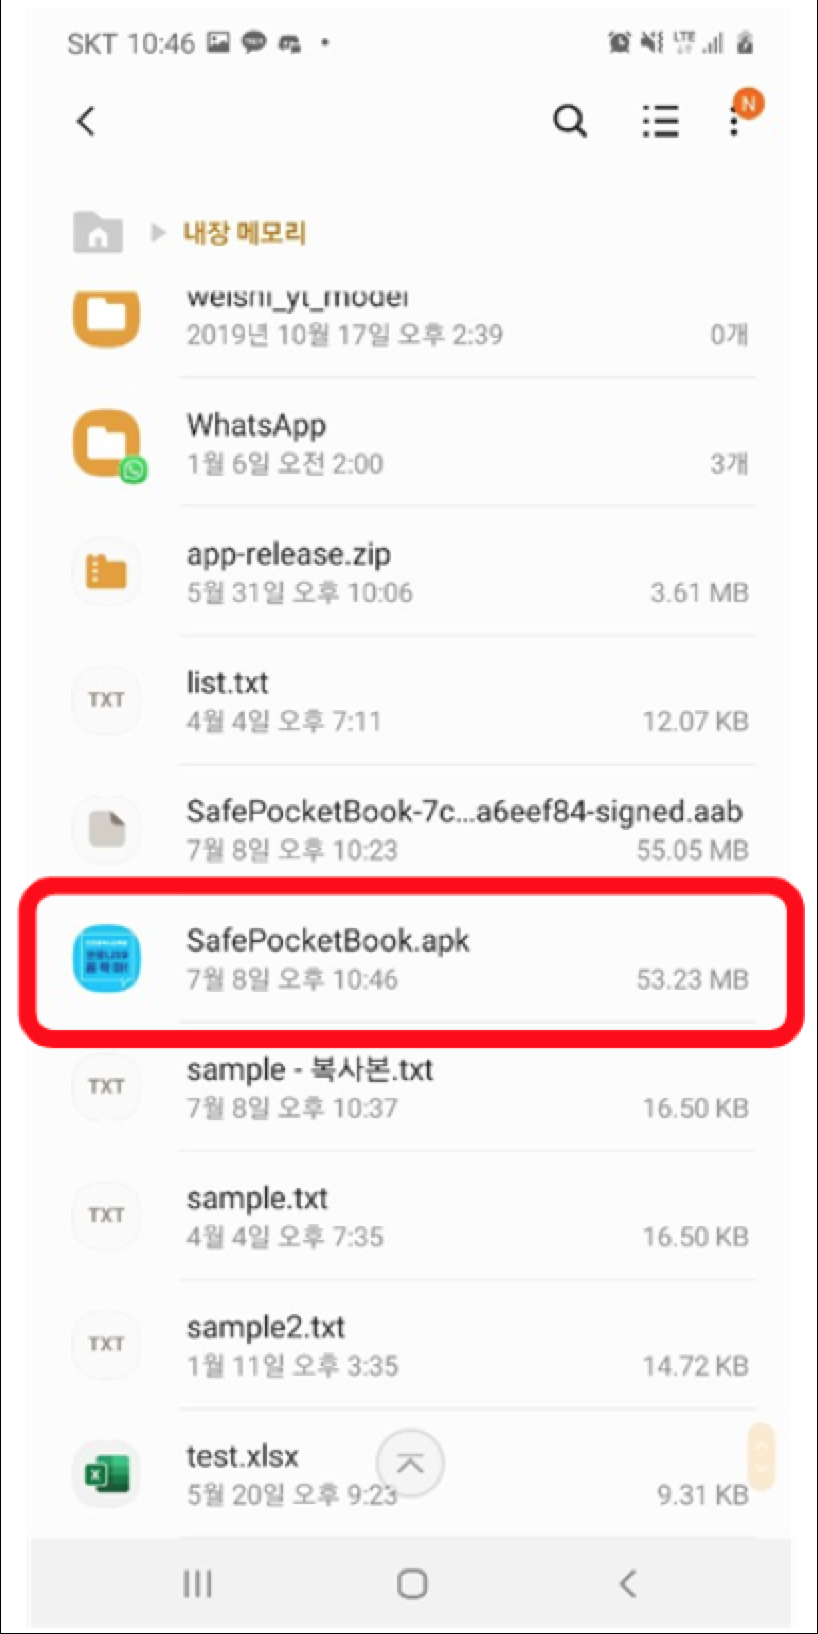 SKT 10:46
LTE
N
내장 메모리
weishi_yt_model
2019년 10월 17일 오후 2:39
0개
WhatsApp
1월 6일 오전 2:00
3개
app-release.zip
5월 31일 오후 10:06
3.61 MB
TXT
list.txt
4월 4일 오후 7:11
12.07 KB
SafePocketBook-7c...a6eef84-signed.aab
7월 8일 오후 10:23
55.05 MB
SafePocketBook.apk
7월 8일 오후 10:46
53.23 MB
TXT
sample - 복사본.txt
7월 8일 오후 10:37
16.50 KB
TXT
sample.txt
4월 4일 오후 7:35
16.50 KB
TXT
sample2.txt
1월 11일 오후 3:35
14.72 KB
test.xlsx
5월 20일 오후 9:23
9.31 KB